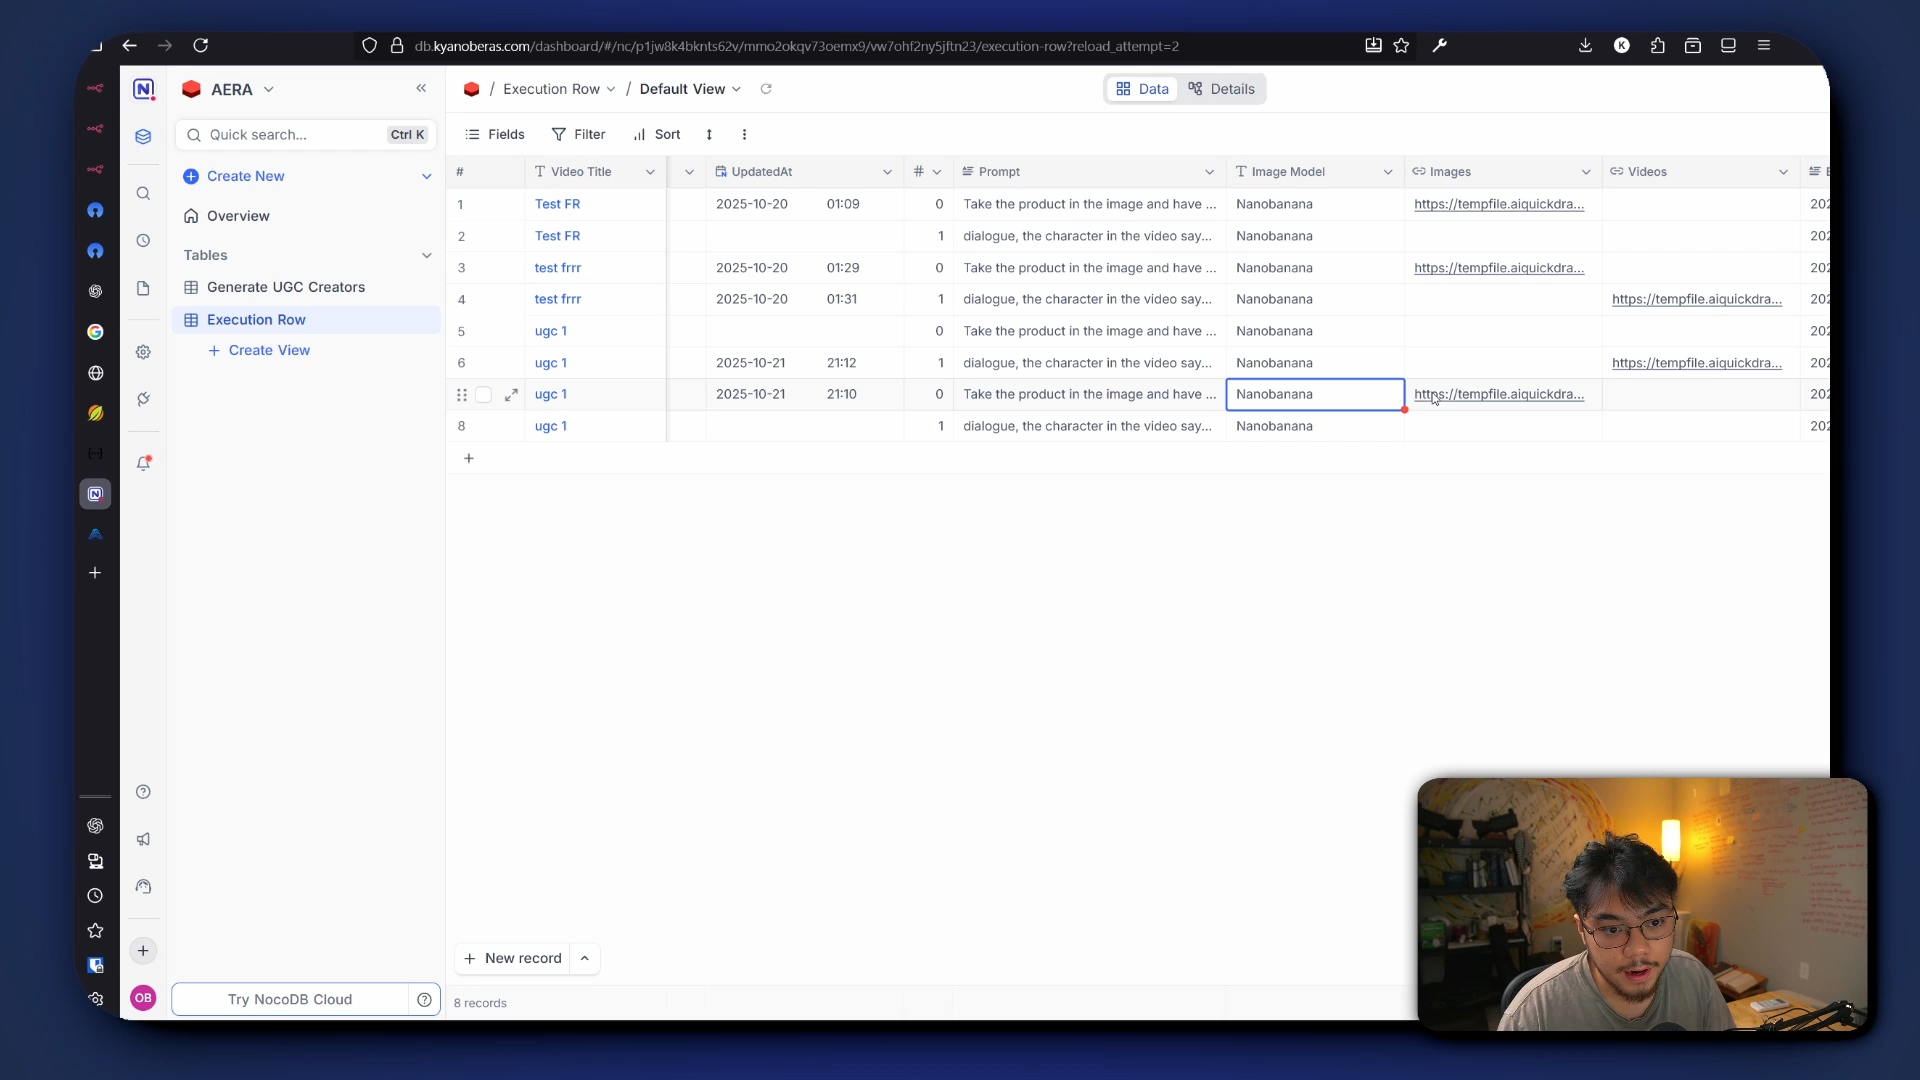 db.kyanoberas.com/dashboard/#/nc/p1jw8k4bknts62v/mmo2okqv73oemx9/vw7ohf2ny5jftn23/execution-row?reload_attempt=2
K
N
AERA
/ Execution Row / Default View
Data
Details
Quick search...
Ctrl K
Fields
Filter
Sort
Create New
Overview
Tables
Generate UGC Creators
Execution Row
+ Create View
# Video Title UpdatedAt # Prompt Image Model Images Videos
1 Test FR 2025-10-20 01:09 0 Take the product in the image and have ... Nanobanana https://tempfile.aiquickdra... 202
2 Test FR 1 dialogue, the character in the video say... Nanobanana 202
3 test frrr 2025-10-20 01:29 0 Take the product in the image and have ... Nanobanana https://tempfile.aiquickdra... 202
4 test frrr 2025-10-20 01:31 1 dialogue, the character in the video say... Nanobanana https://tempfile.aiquickdra... 202
5 ugc 1 0 Take the product in the image and have ... Nanobanana 202
6 ugc 1 2025-10-21 21:12 1 dialogue, the character in the video say... Nanobanana https://tempfile.aiquickdra... 202
ugc 1 2025-10-21 21:10 0 Take the product in the image and have ... Nanobanana https://tempfile.aiquickdra... 202
8 ugc 1 1 dialogue, the character in the video say... Nanobanana 202
+
+ New record
OB
Try NocoDB Cloud
8 records